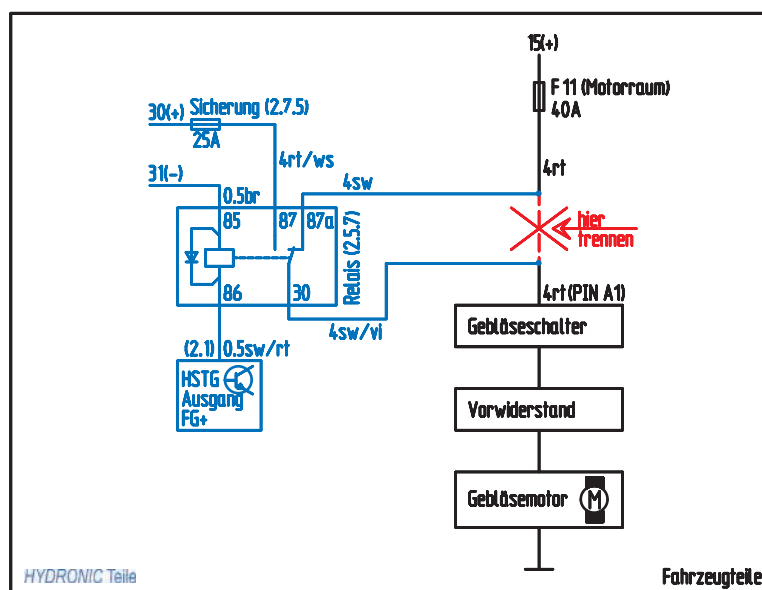 15(+)
F 11 (Motorraum)
40A
30(+)
Sicherung (2.7.5)
25A
4rt/ws
4rt
31(-)
0.5br
4sw
85
87
87a
Relais (2.5.7)
hier
trennen
86
30
4rt(PIN A1)
4sw/vi
Gebläseschalter
(2.1)
0.5sw/rt
HSTG
Ausgang
FG+
Vorwiderstand
Gebläsemotor
M
HYDRONIC Teile
Fahrzeugteile